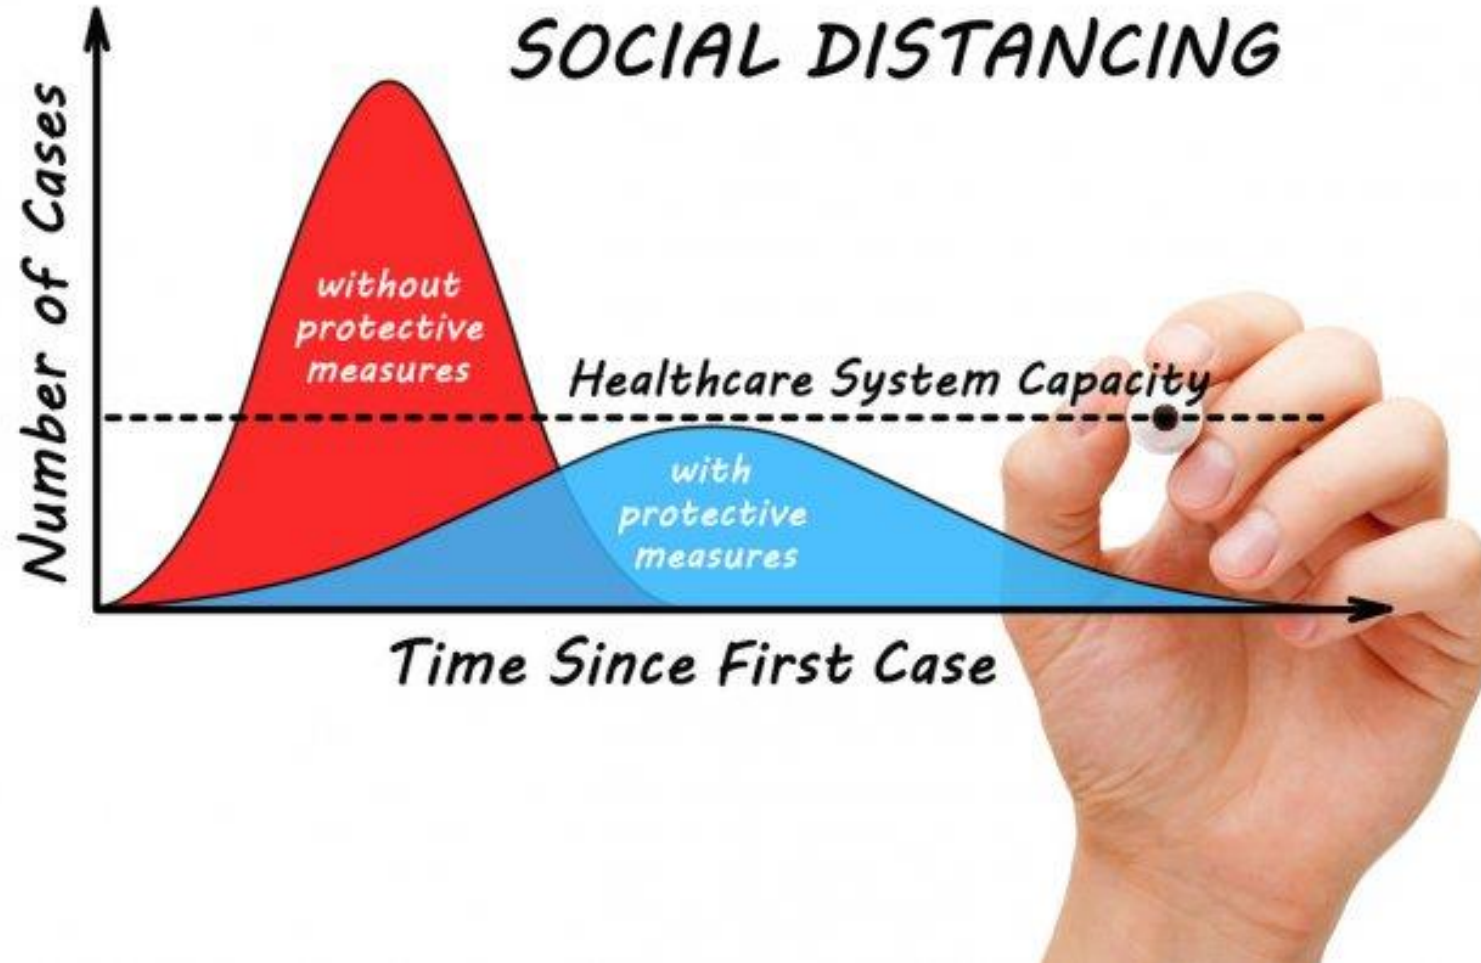 SOCIAL DISTANCING
Number of Cases
without
protective
measures
Healthcare System Capacity
with
protective
measures
Time Since First Case